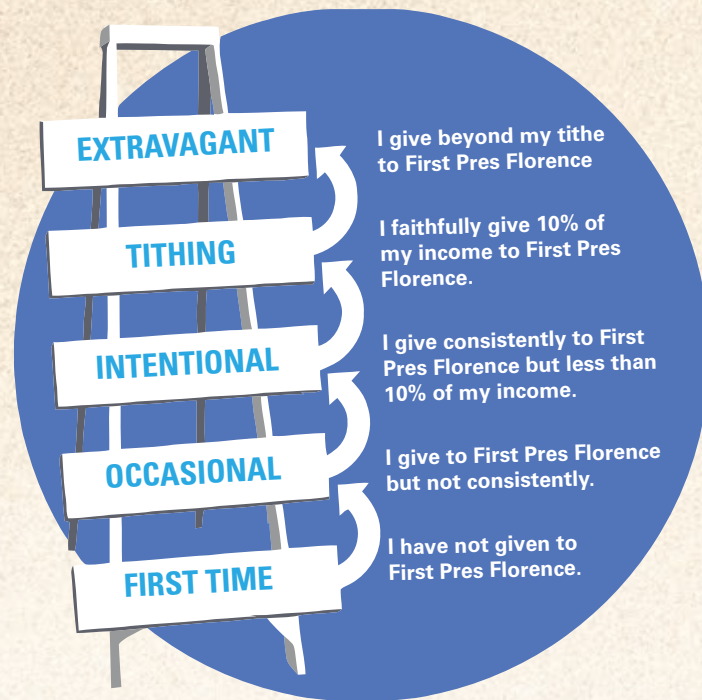 EXTRAVAGANT
I give beyond my tithe
to First Pres Florence
TITHING
I faithfully give 10% of
my income to First Pres
Florence.
INTENTIONAL
I give consistently to First
Pres Florence but less than
10% of my income.
OCCASIONAL
I give to First Pres Florence
but not consistently.
FIRST TIME
I have not given to
First Pres Florence.